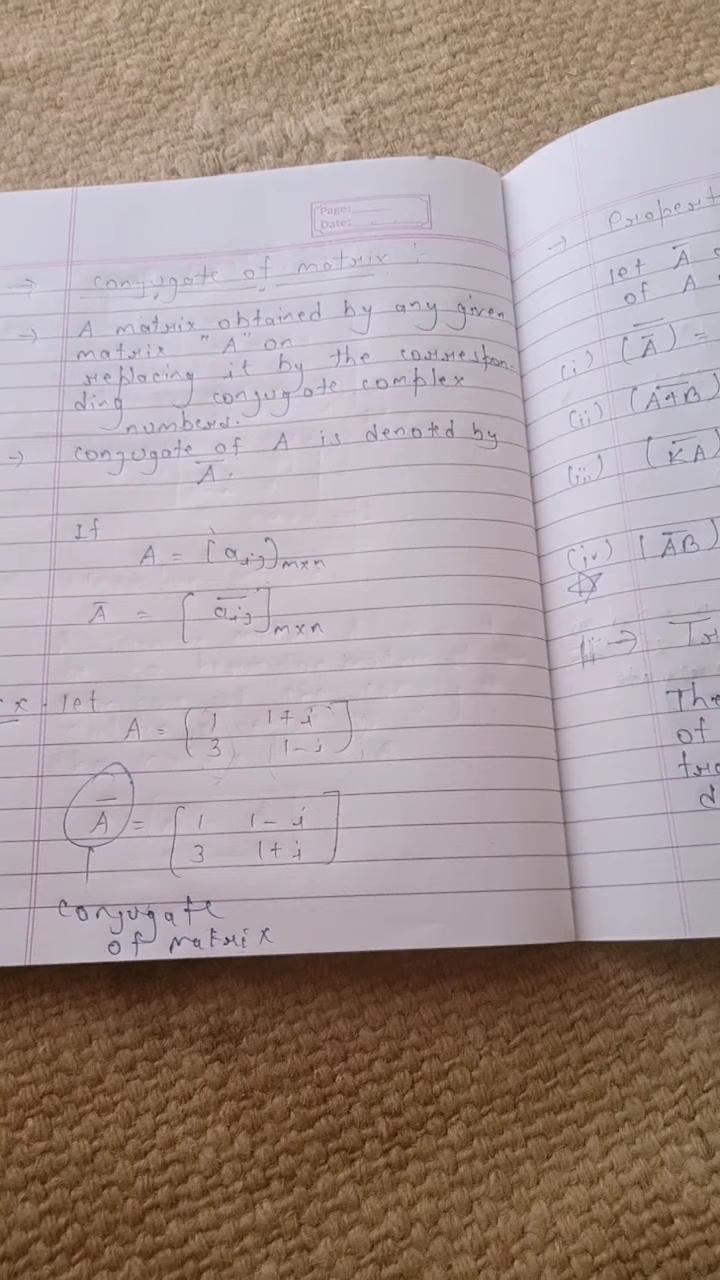 Page:
Date:
→ conjugate of matrix :
→ A matrix obtained by any given
matrix "A" on
replacing it by the correspon-
ding conjugate complex
numbers.
→ conjugate of A is denoted by
A̅.
If
A = [aij]m×n
A̅ = [a̅ij]m×n
Ex. let
A = [1 1+i
3 1-i]
A̅ = [1 1-i
3 1+i]
conjugate
of matrix
→ Propert
let A̅
of A
(i) (A̅̅) =
(ii) (A+B)̅
(iii) (KA)̅
(iv) (AB)̅
→ Tr
The
of
tra
d